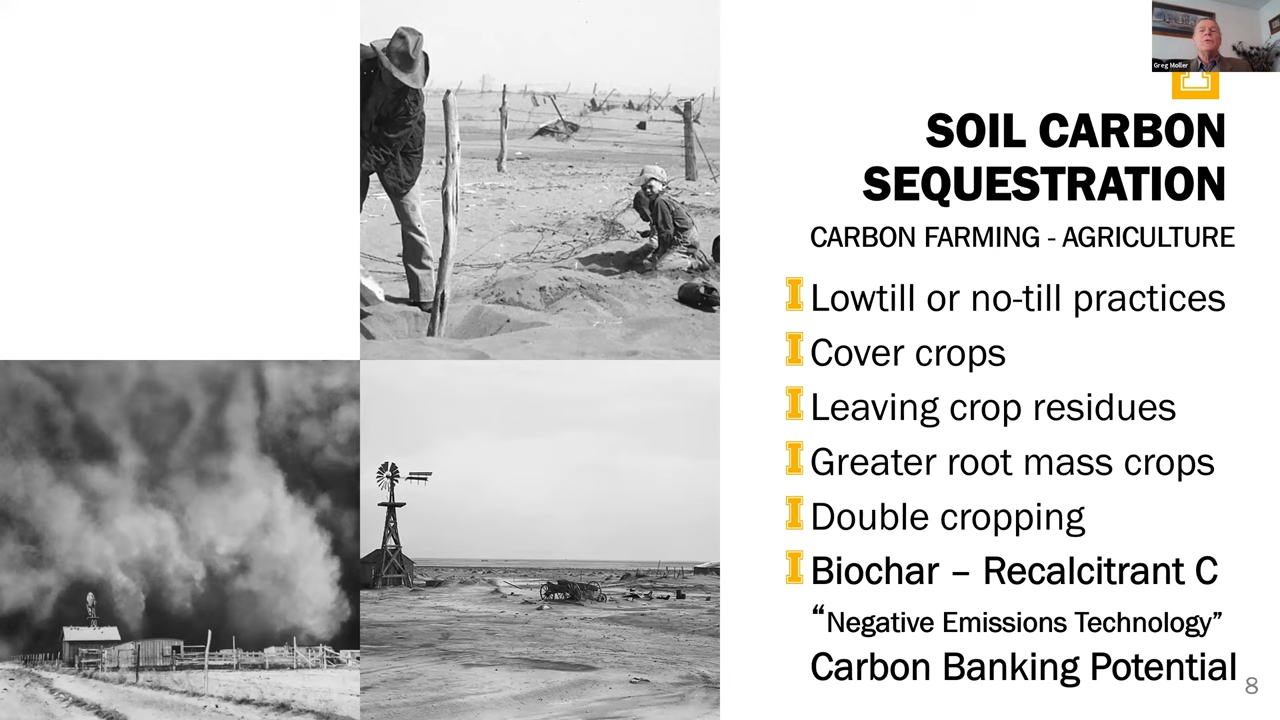 Greg Moller
SOIL CARBON
SEQUESTRATION
CARBON FARMING - AGRICULTURE
Lowtill or no-till practices
Cover crops
Leaving crop residues
Greater root mass crops
Double cropping
Biochar – Recalcitrant C
“Negative Emissions Technology”
Carbon Banking Potential
8